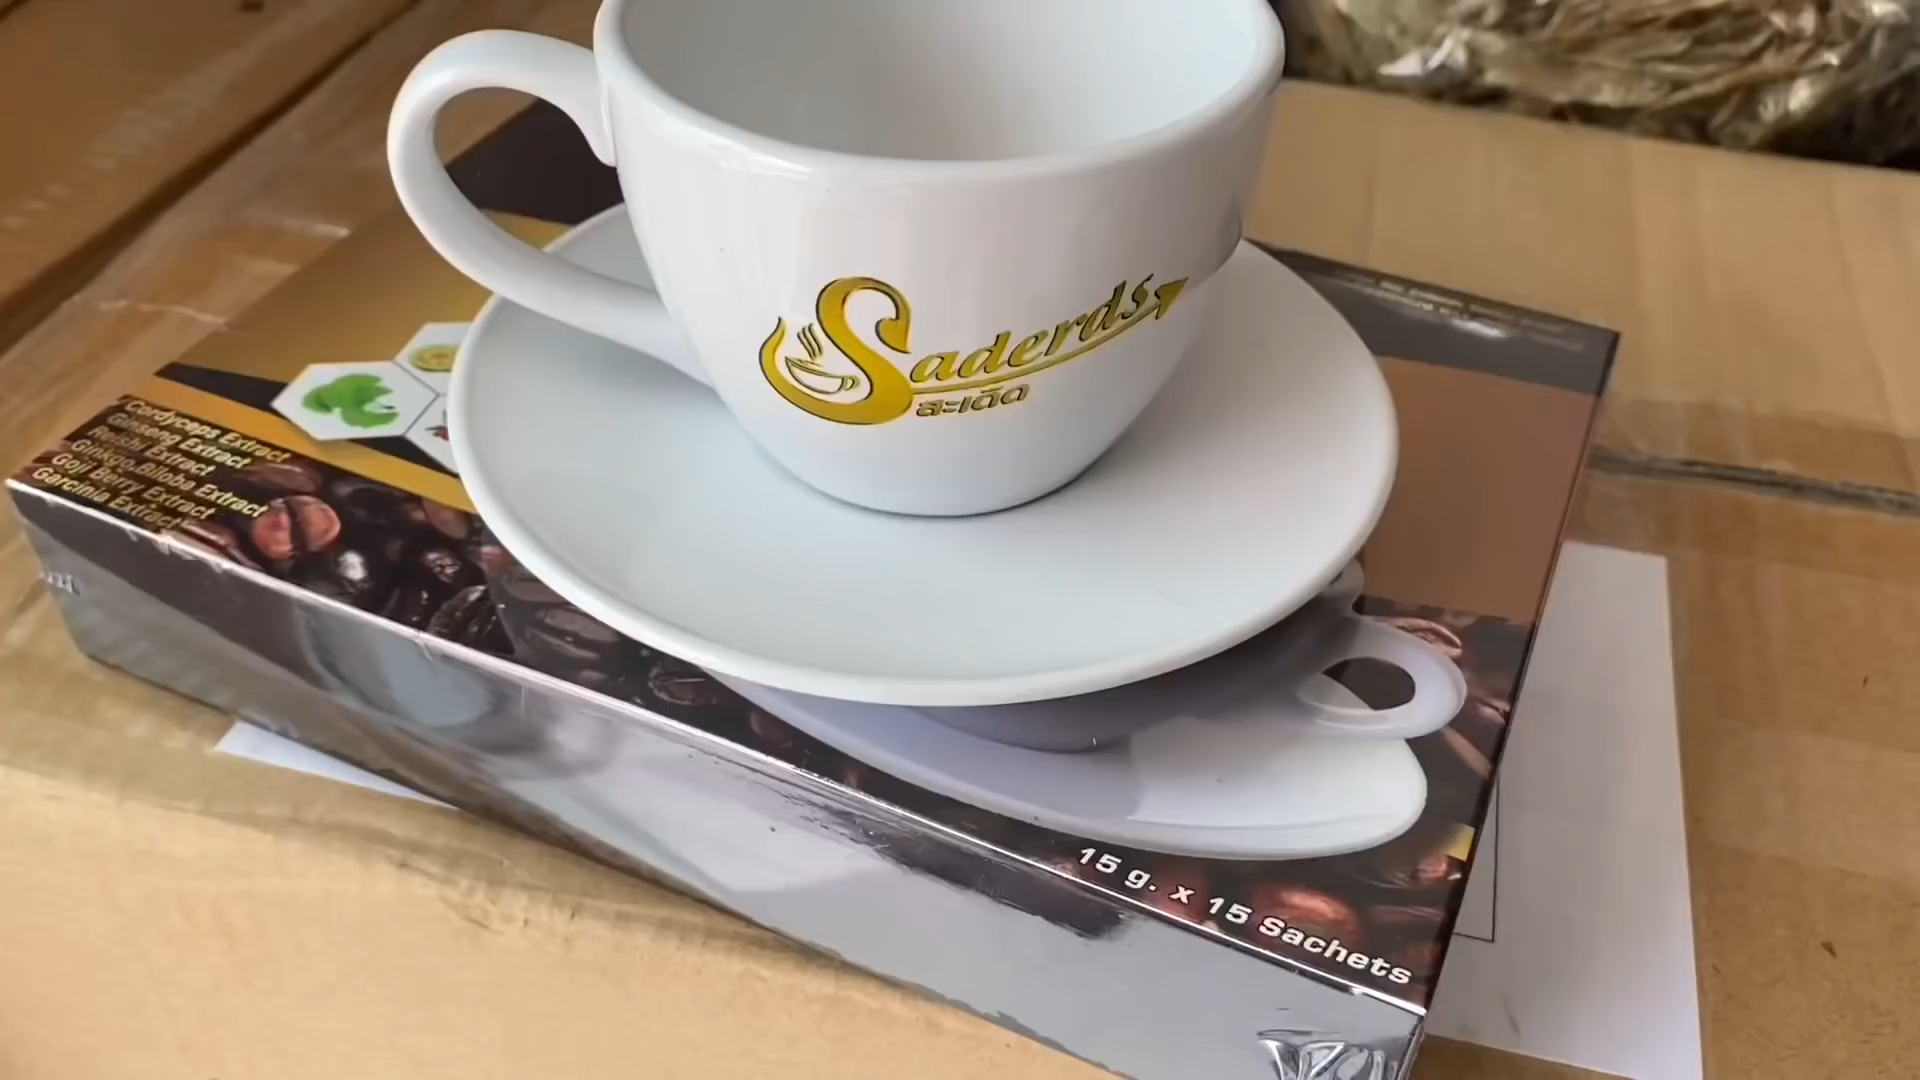 Saderds
สะเด็ด
Cordyceps Extract
Ginseng Extract
Reishi Extract
Ginkgo Biloba Extract
Goji Berry Extract
Garcinia Extract
15 g. x 15 Sachets